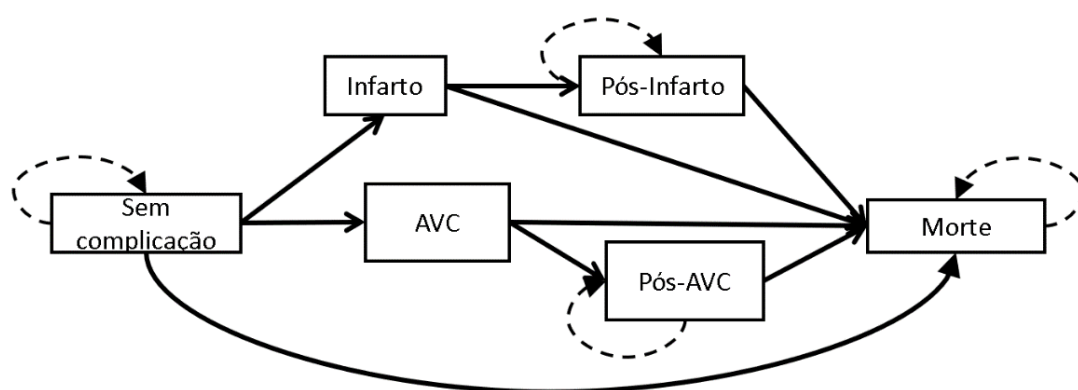 Infarto
Pós-Infarto
Sem
complicação
AVC
Morte
Pós-AVC